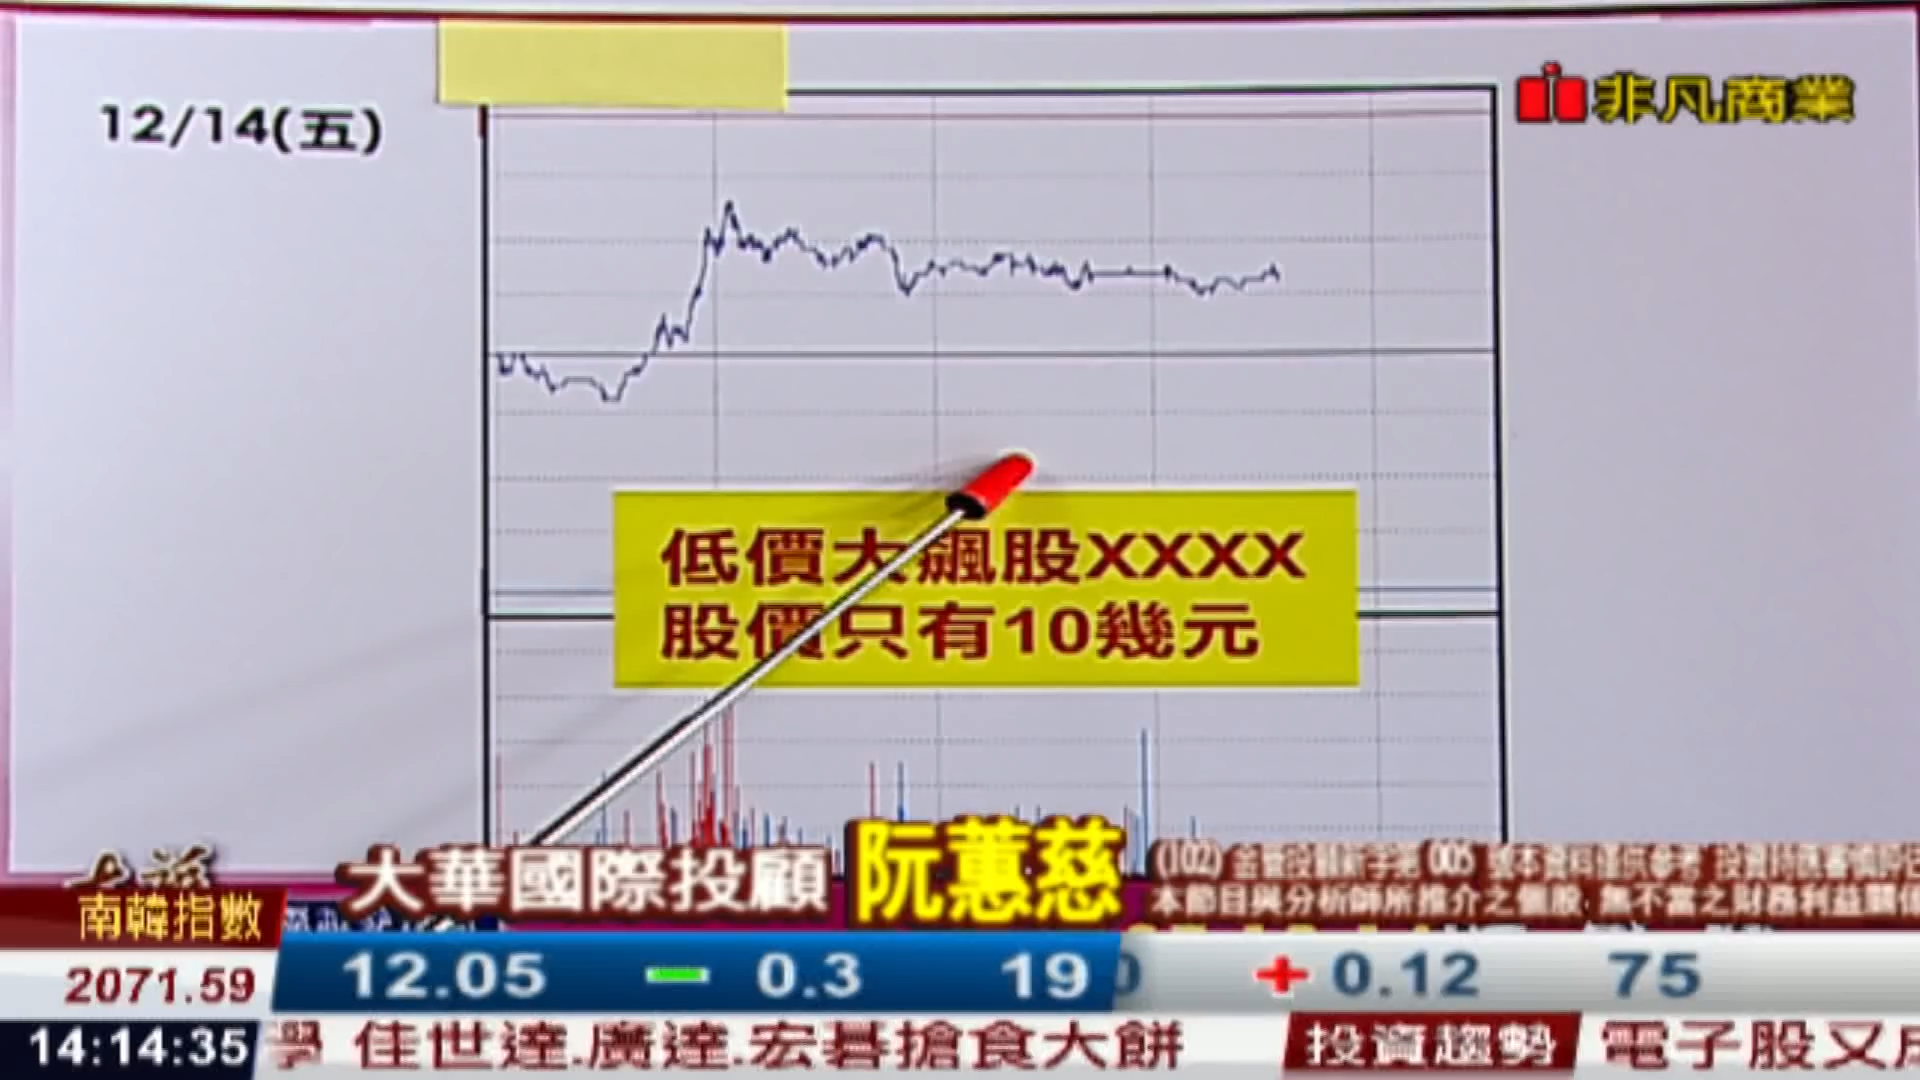 12/14(五)
非凡商業
低價大飆股XXXX
股價只有10幾元
大華國際投顧 阮蕙慈
本節目與分析師所推介之個股 無不當之財務利益關係
南韓指數
2071.59
12.05 0.3 19
+ 0.12 75
14:14:35
學 佳世達.廣達.宏碁搶食大餅
投資趨勢
電子股又